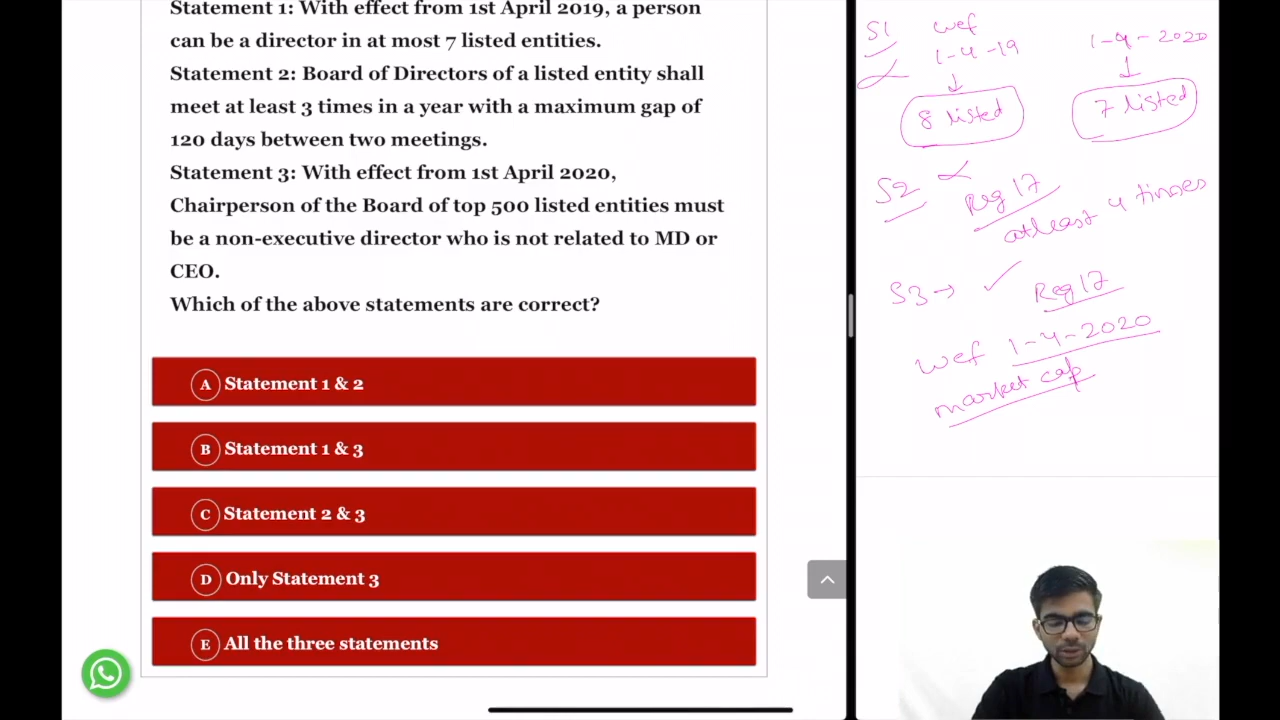 Statement 1: With effect from 1st April 2019, a person
can be a director in at most 7 listed entities.
Statement 2: Board of Directors of a listed entity shall
meet at least 3 times in a year with a maximum gap of
120 days between two meetings.
Statement 3: With effect from 1st April 2020,
Chairperson of the Board of top 500 listed entities must
be a non-executive director who is not related to MD or
CEO.
Which of the above statements are correct?
A Statement 1 & 2
B Statement 1 & 3
C Statement 2 & 3
D Only Statement 3
E All the three statements
S1 wef
1-4-19
1-4-2020
8 listed
7 listed
S2
Reg 17
atleast 4 times
S3→
Reg 17
wef 1-4-2020
market cap